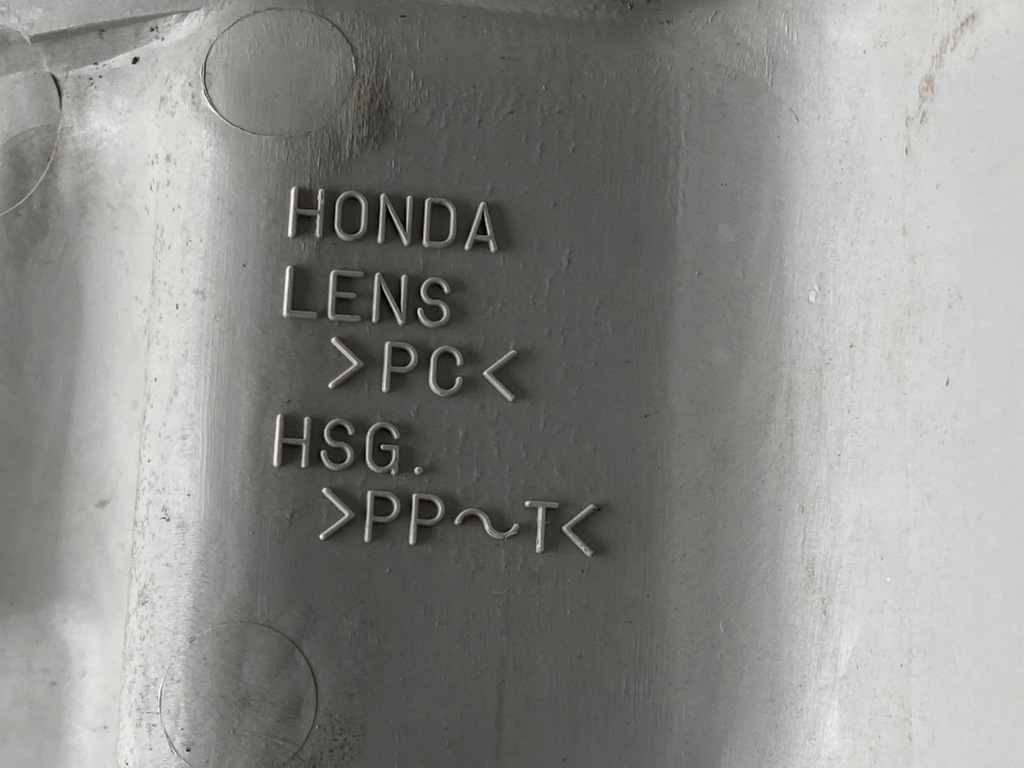 HONDA
LENS
>PC<
HSG.
>PP~T<